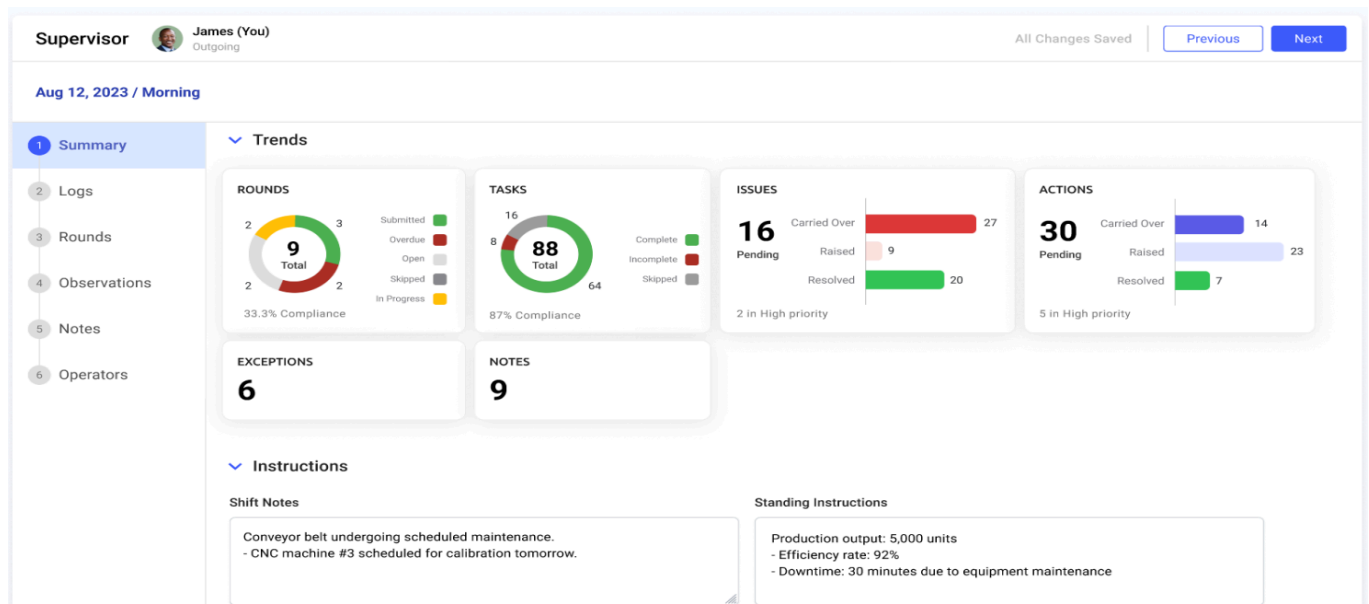 Supervisor
James (You)
Outgoing
All Changes Saved
Previous
Next
Aug 12, 2023 / Morning
1 Summary
2 Logs
3 Rounds
4 Observations
5 Notes
6 Operators
Trends
ROUNDS
2
3
9
Total
2
2
Submitted
Overdue
Open
Skipped
In Progress
33.3% Compliance
TASKS
16
8
88
Total
64
Complete
Incomplete
Skipped
87% Compliance
ISSUES
16
Pending
Carried Over 27
Raised 9
Resolved 20
2 in High priority
ACTIONS
30
Pending
Carried Over 14
Raised 23
Resolved 7
5 in High priority
EXCEPTIONS
6
NOTES
9
Instructions
Shift Notes
Conveyor belt undergoing scheduled maintenance.
- CNC machine #3 scheduled for calibration tomorrow.
Standing Instructions
Production output: 5,000 units
- Efficiency rate: 92%
- Downtime: 30 minutes due to equipment maintenance